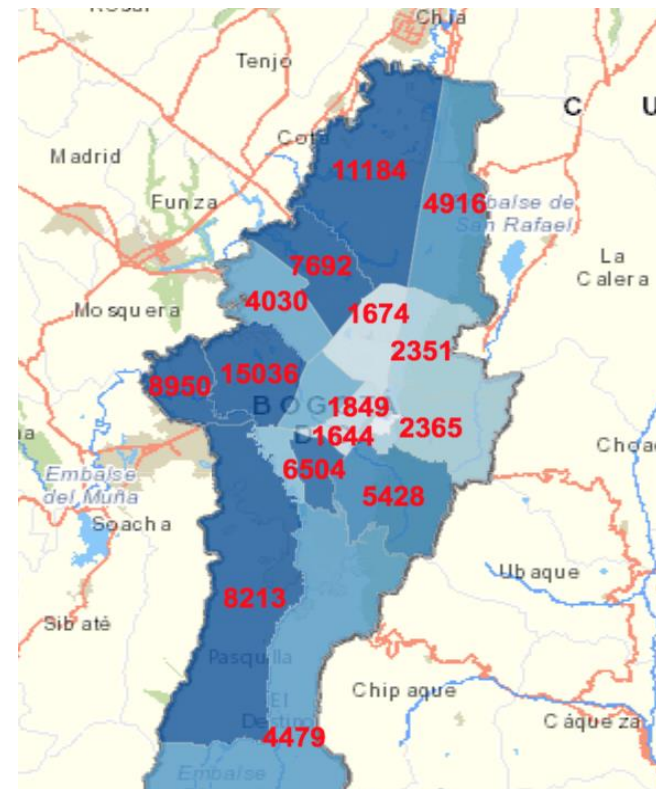 Chía
Tenjo
C U
Cota
Madrid
11184
4916
Embalse de
San Rafael
Funza
La
Calera
7692
4030
Mosquera
1674
2351
15036
8950
BOGOTÁ
1849
2365
D
1644
Choac
6504
Embalse
del Muña
5428
Soacha
Ubaque
8213
Sibaté
Pasquilla
Chipaque
El
Destino
Cáqueza
4479
Embalse